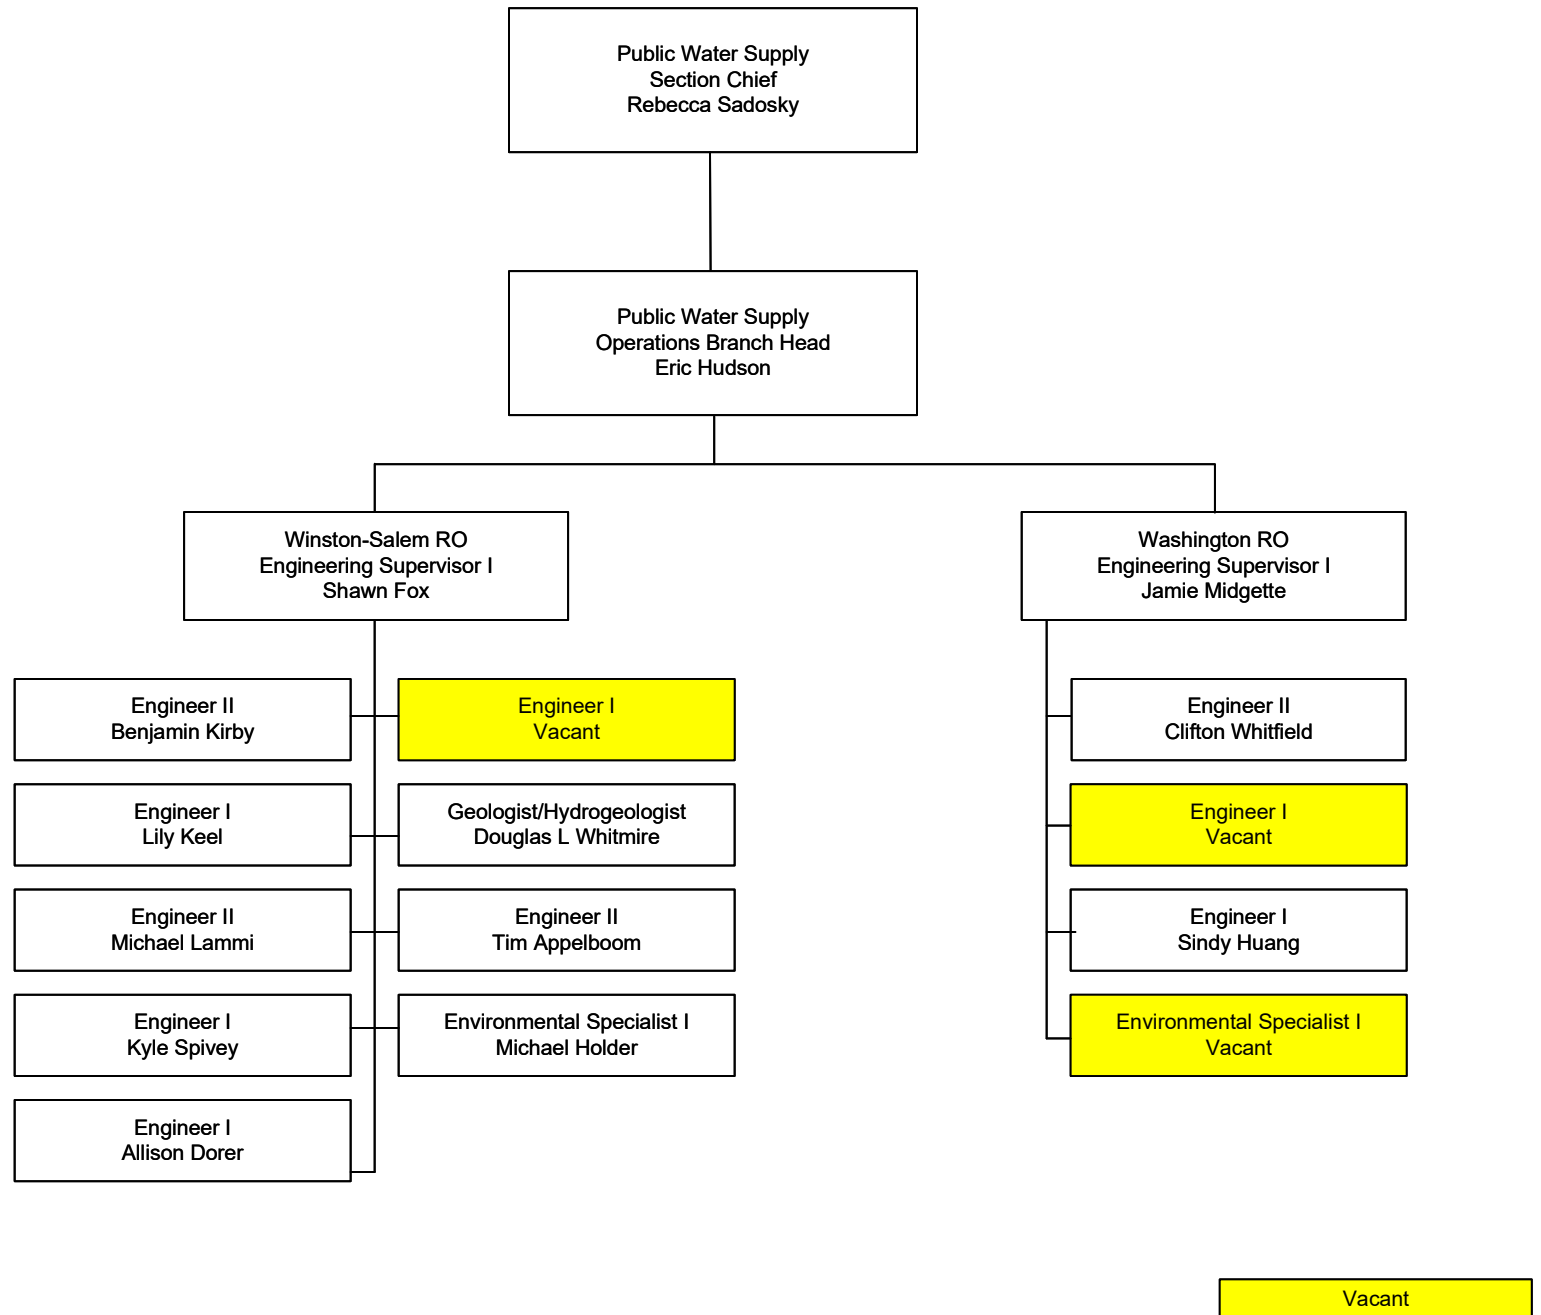 Public Water Supply
Section Chief
Rebecca Sadosky
Public Water Supply
Operations Branch Head
Eric Hudson
Winston-Salem RO
Engineering Supervisor I
Shawn Fox
Washington RO
Engineering Supervisor I
Jamie Midgette
Engineer II
Benjamin Kirby
Engineer I
Vacant
Engineer II
Clifton Whitfield
Engineer I
Lily Keel
Geologist/Hydrogeologist
Douglas L Whitmire
Engineer I
Vacant
Engineer II
Michael Lammi
Engineer II
Tim Appelboom
Engineer I
Sindy Huang
Engineer I
Kyle Spivey
Environmental Specialist I
Michael Holder
Environmental Specialist I
Vacant
Engineer I
Allison Dorer
Vacant